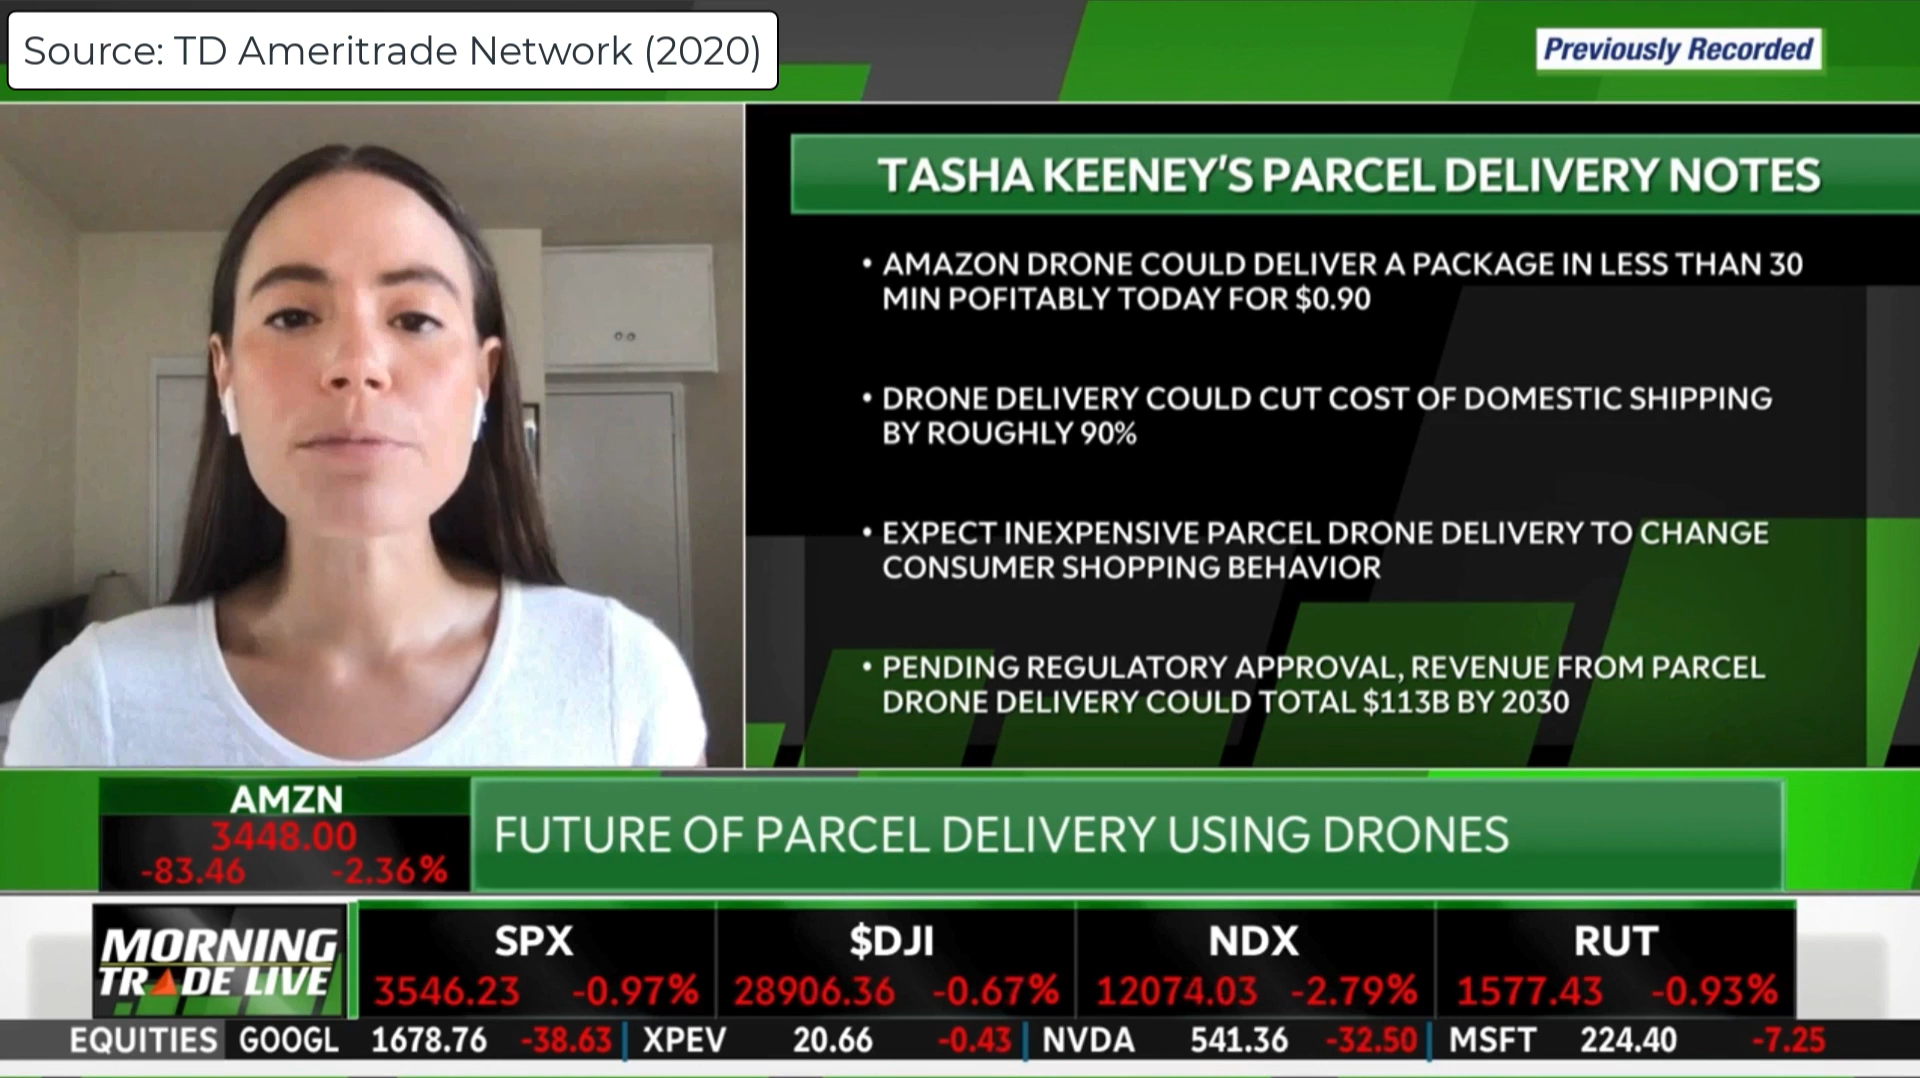 Source: TD Ameritrade Network (2020)
Previously Recorded
TASHA KEENEY'S PARCEL DELIVERY NOTES
• AMAZON DRONE COULD DELIVER A PACKAGE IN LESS THAN 30
MIN POFITABLY TODAY FOR $0.90
• DRONE DELIVERY COULD CUT COST OF DOMESTIC SHIPPING
BY ROUGHLY 90%
• EXPECT INEXPENSIVE PARCEL DRONE DELIVERY TO CHANGE
CONSUMER SHOPPING BEHAVIOR
• PENDING REGULATORY APPROVAL, REVENUE FROM PARCEL
DRONE DELIVERY COULD TOTAL $113B BY 2030
AMZN
3448.00
-83.46 -2.36%
FUTURE OF PARCEL DELIVERY USING DRONES
MORNING
TRADE LIVE
SPX
3546.23 -0.97%
$DJI
28906.36 -0.67%
NDX
12074.03 -2.79%
RUT
1577.43 -0.93%
EQUITIES GOOGL 1678.76 -38.63 XPEV 20.66 -0.43 NVDA 541.36 -32.50 MSFT 224.40 -7.25